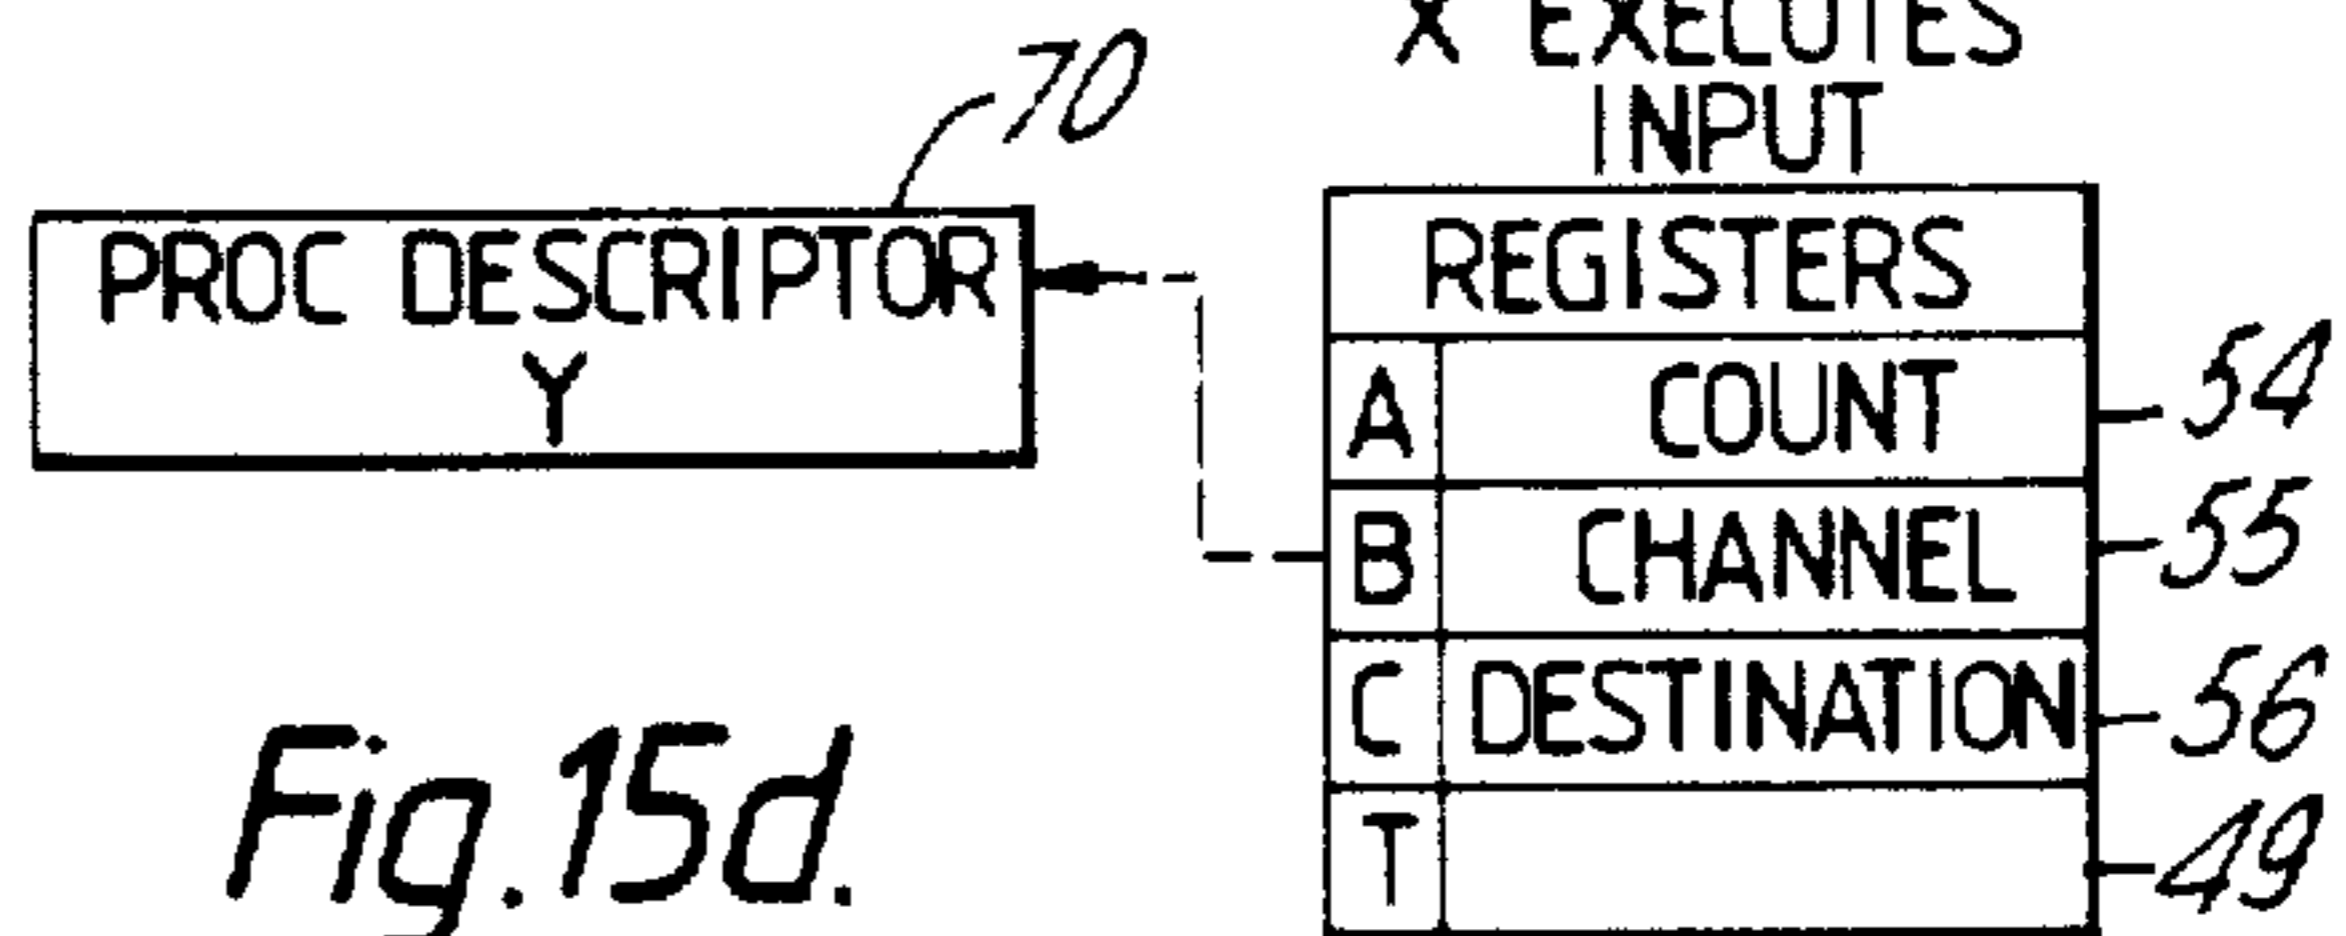 70
X EXECUTES
INPUT
PROC DESCRIPTOR
Y
REGISTERS
A COUNT 54
B CHANNEL 55
C DESTINATION 56
T 49
Fig.15d.